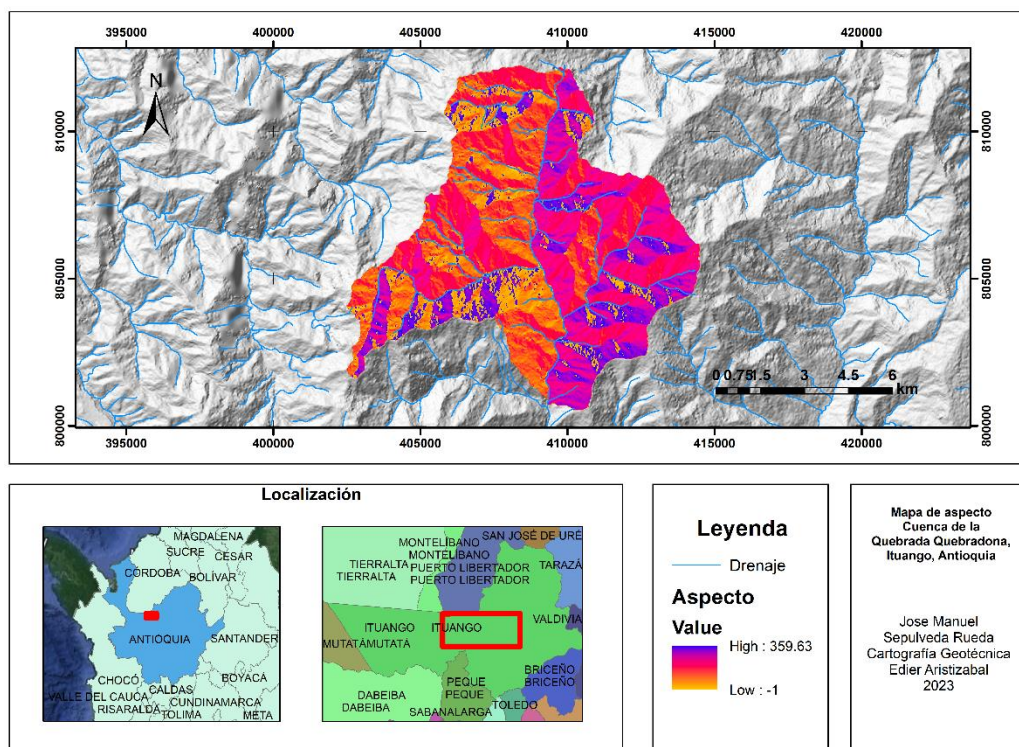 395000 400000 405000 410000 415000 420000
N
810000 810000
805000 805000
800000 800000
0 0.75 1.5 3 4.5 6
km
395000 400000 405000 410000 415000 420000
Localización
MAGDALENA
SUCRE
CESAR
CÓRDOBA
BOLÍVAR
ANTIOQUIA
SANTANDER
CHOCÓ
BOYACÁ
CALDAS
VALLE DEL CAUCA
CUNDINAMARCA
RISARALDA
TOLIMA
META
SAN JOSÉ DE URÉ
MONTELIBANO
MONTELIBANO
TIERRALTA
PUERTO LIBERTADOR
TARAZÁ
TIERRALTA
PUERTO LIBERTADOR
ITUANGO
ITUANGO
VALDIVIA
MUTATÁ
MUTATÁ
BRICEÑO
PEQUE
BRICEÑO
DABEIBA
PEQUE
DABEIBA
TOLEDO
SABANALARGA
Leyenda
Drenaje
Aspecto
Value
High : 359.63
Low : -1
Mapa de aspecto
Cuenca de la
Quebrada Quebradona,
Ituango, Antioquia
Jose Manuel
Sepulveda Rueda
Cartografía Geotécnica
Edier Aristizabal
2023